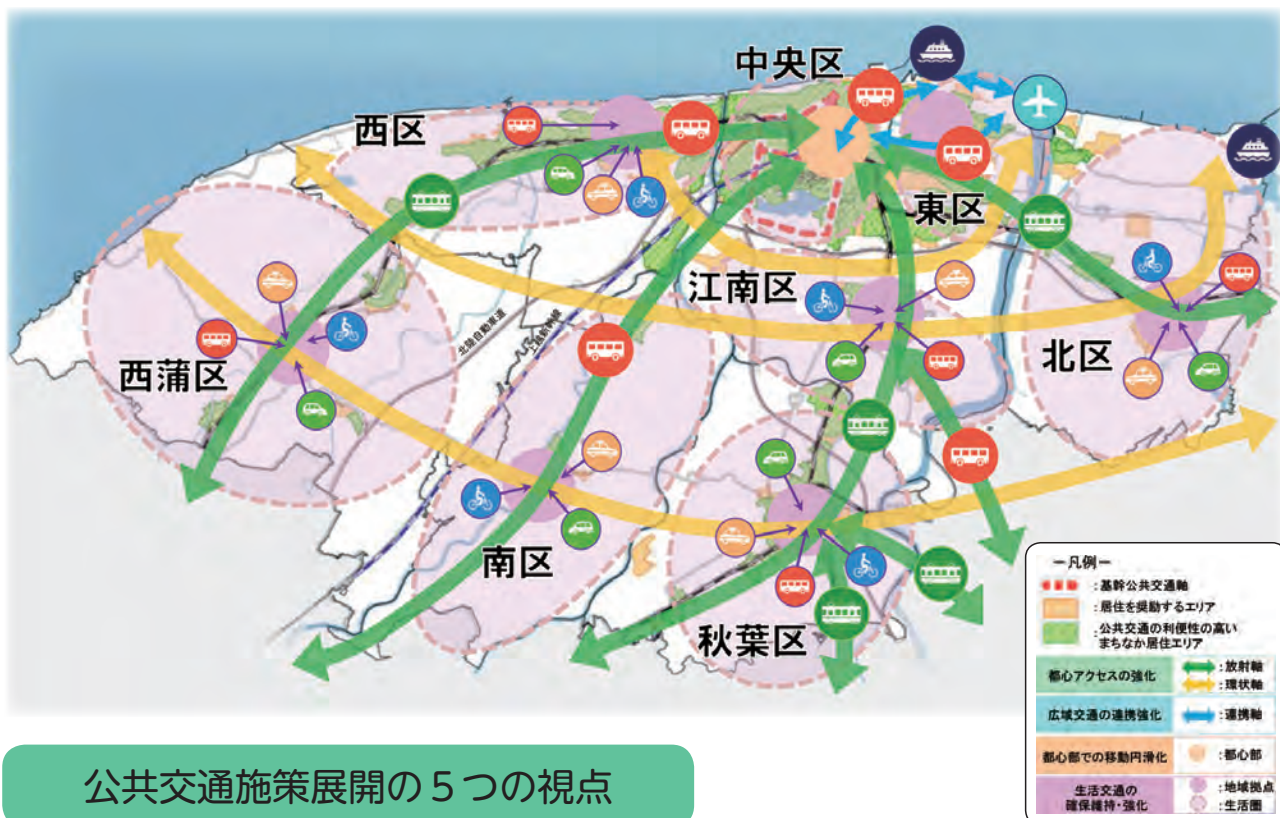 中央区
西区
東区
江南区
北区
西蒲区
北陸自動車道
上越新幹線
南区
秋葉区
ー凡例ー
:基幹公共交通軸
:居住を奨励するエリア
:公共交通の利便性の高い
まちなか居住エリア
都心アクセスの強化
:放射軸
:環状軸
広域交通の連携強化
:連携軸
都心部での移動円滑化
:都心部
生活交通の
確保維持・強化
:地域拠点
:生活圏
公共交通施策展開の5つの視点